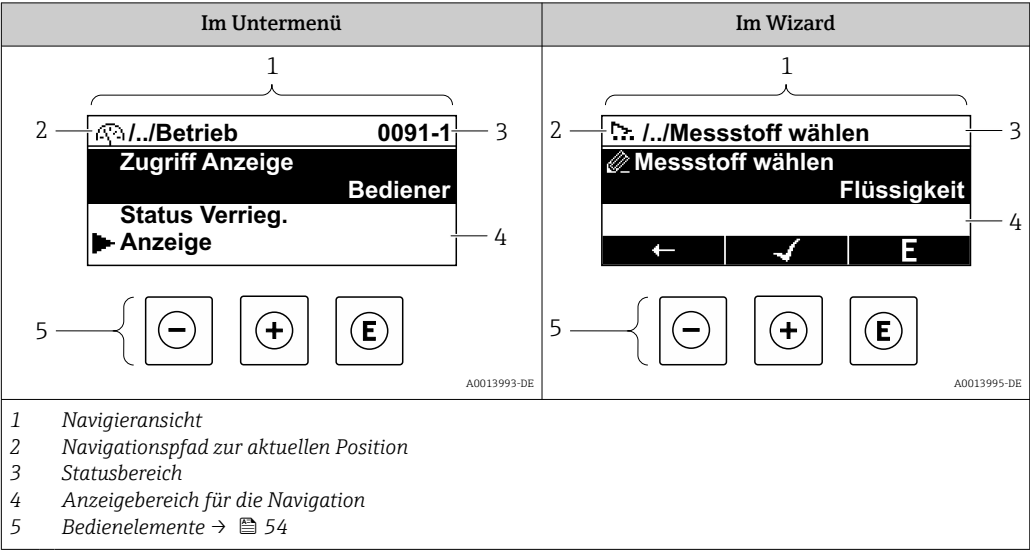 Im Untermenü
1
2
/../Betrieb 0091-1
3
Zugriff Anzeige
Bediener
Status Verrieg.
Anzeige
4
5
E
A0013993-DE
Im Wizard
1
2
/../Messstoff wählen
3
Messstoff wählen
Flüssigkeit
4
E
5
E
A0013995-DE
1 Navigieransicht
2 Navigationspfad zur aktuellen Position
3 Statusbereich
4 Anzeigebereich für die Navigation
5 Bedienelemente → 54